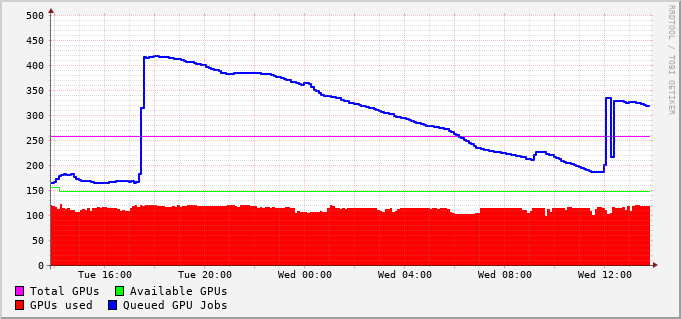 RRDTOOL / TOBI OETIKER
500
450
400
350
300
250
200
150
100
50
0
Tue 16:00 Tue 20:00 Wed 00:00 Wed 04:00 Wed 08:00 Wed 12:00
Total GPUs Available GPUs
GPUs used Queued GPU Jobs